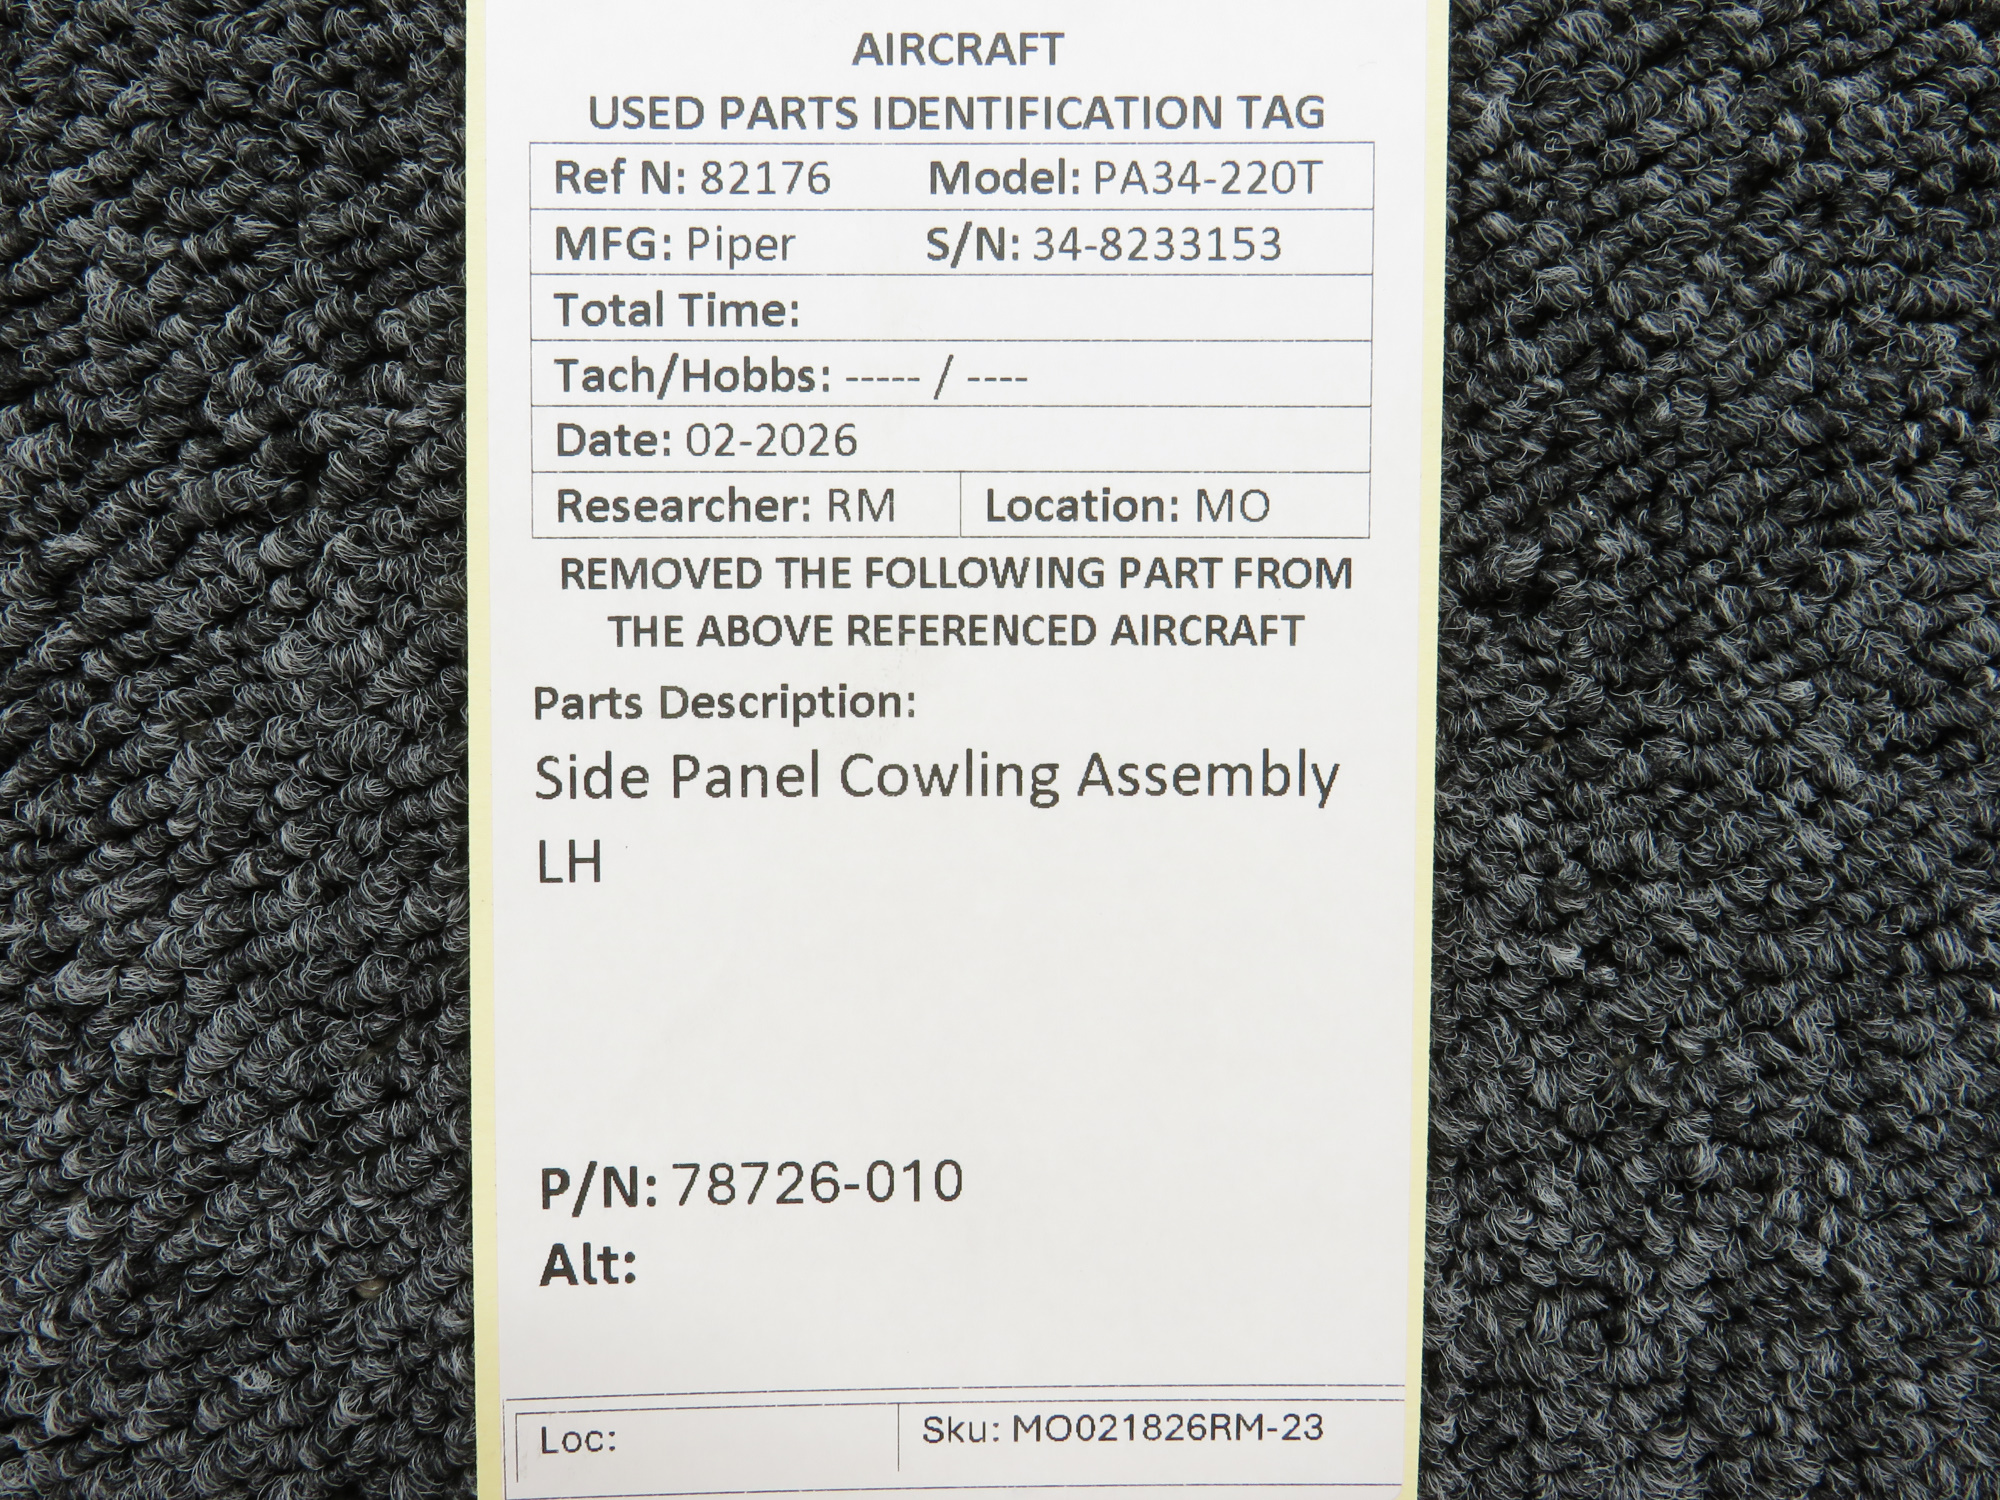 AIRCRAFT
USED PARTS IDENTIFICATION TAG
Ref N: 82176 Model: PA34-220T
MFG: Piper S/N: 34-8233153
Total Time:
Tach/Hobbs: ----- / ----
Date: 02-2026
Researcher: RM Location: MO
REMOVED THE FOLLOWING PART FROM
THE ABOVE REFERENCED AIRCRAFT
Parts Description:
Side Panel Cowling Assembly
LH
P/N: 78726-010
Alt:
Loc: Sku: MO021826RM-23